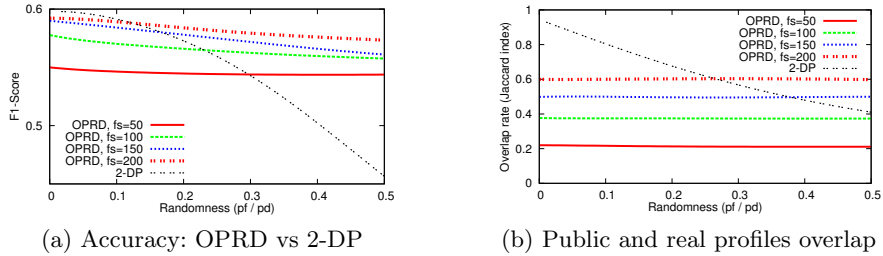 0.6
0.5
F1-Score
OPRD, fs=50
OPRD, fs=100
OPRD, fs=150
OPRD, fs=200
2-DP
0 0.1 0.2 0.3 0.4 0.5
Randomness (pf / pd)
(a) Accuracy: OPRD vs 2-DP
1
0.8
0.6
0.4
0.2
0
Overlap rate (Jaccard index)
OPRD, fs=50
OPRD, fs=100
OPRD, fs=150
OPRD, fs=200
2-DP
0 0.1 0.2 0.3 0.4 0.5
Randomness (pf / pd)
(b) Public and real profiles overlap